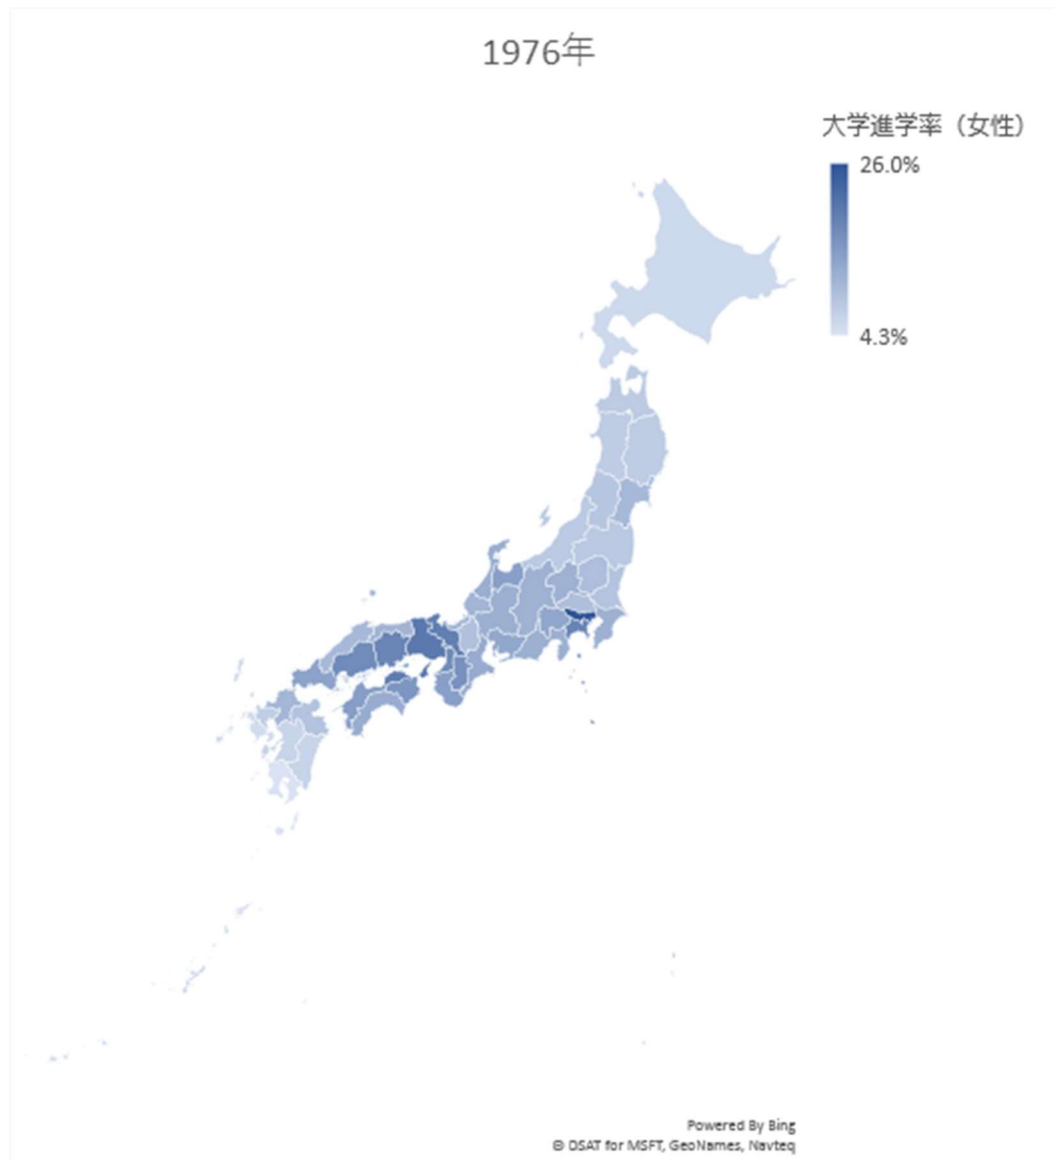 1976年
大学進学率（女性）
26.0%
4.3%
Powered By Bing
© DSAT for MSFT, GeoNames, Navteq